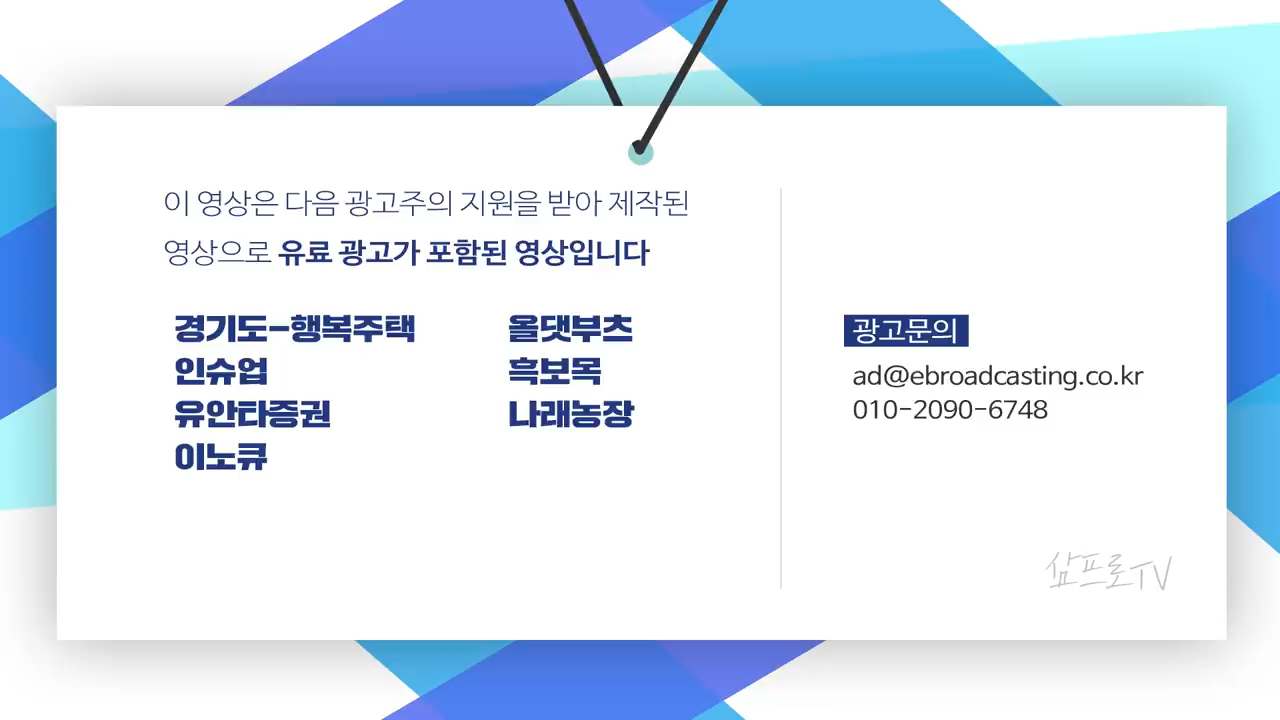 이 영상은 다음 광고주의 지원을 받아 제작된
영상으로 유료 광고가 포함된 영상입니다
경기도-행복주택
인슈업
유안타증권
이노큐
올댓부츠
흑보목
나래농장
광고문의
ad@ebroadcasting.co.kr
010-2090-6748
삼프로TV